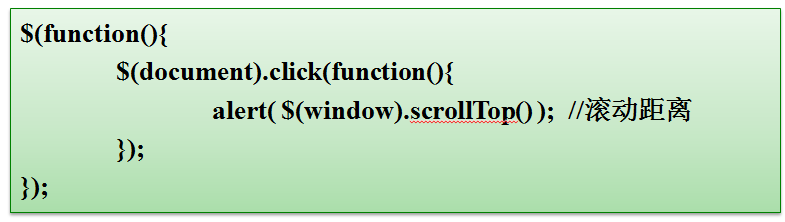 $(function(){
$(document).click(function(){
alert( $(window).scrollTop() );  //滚动距离
});
});